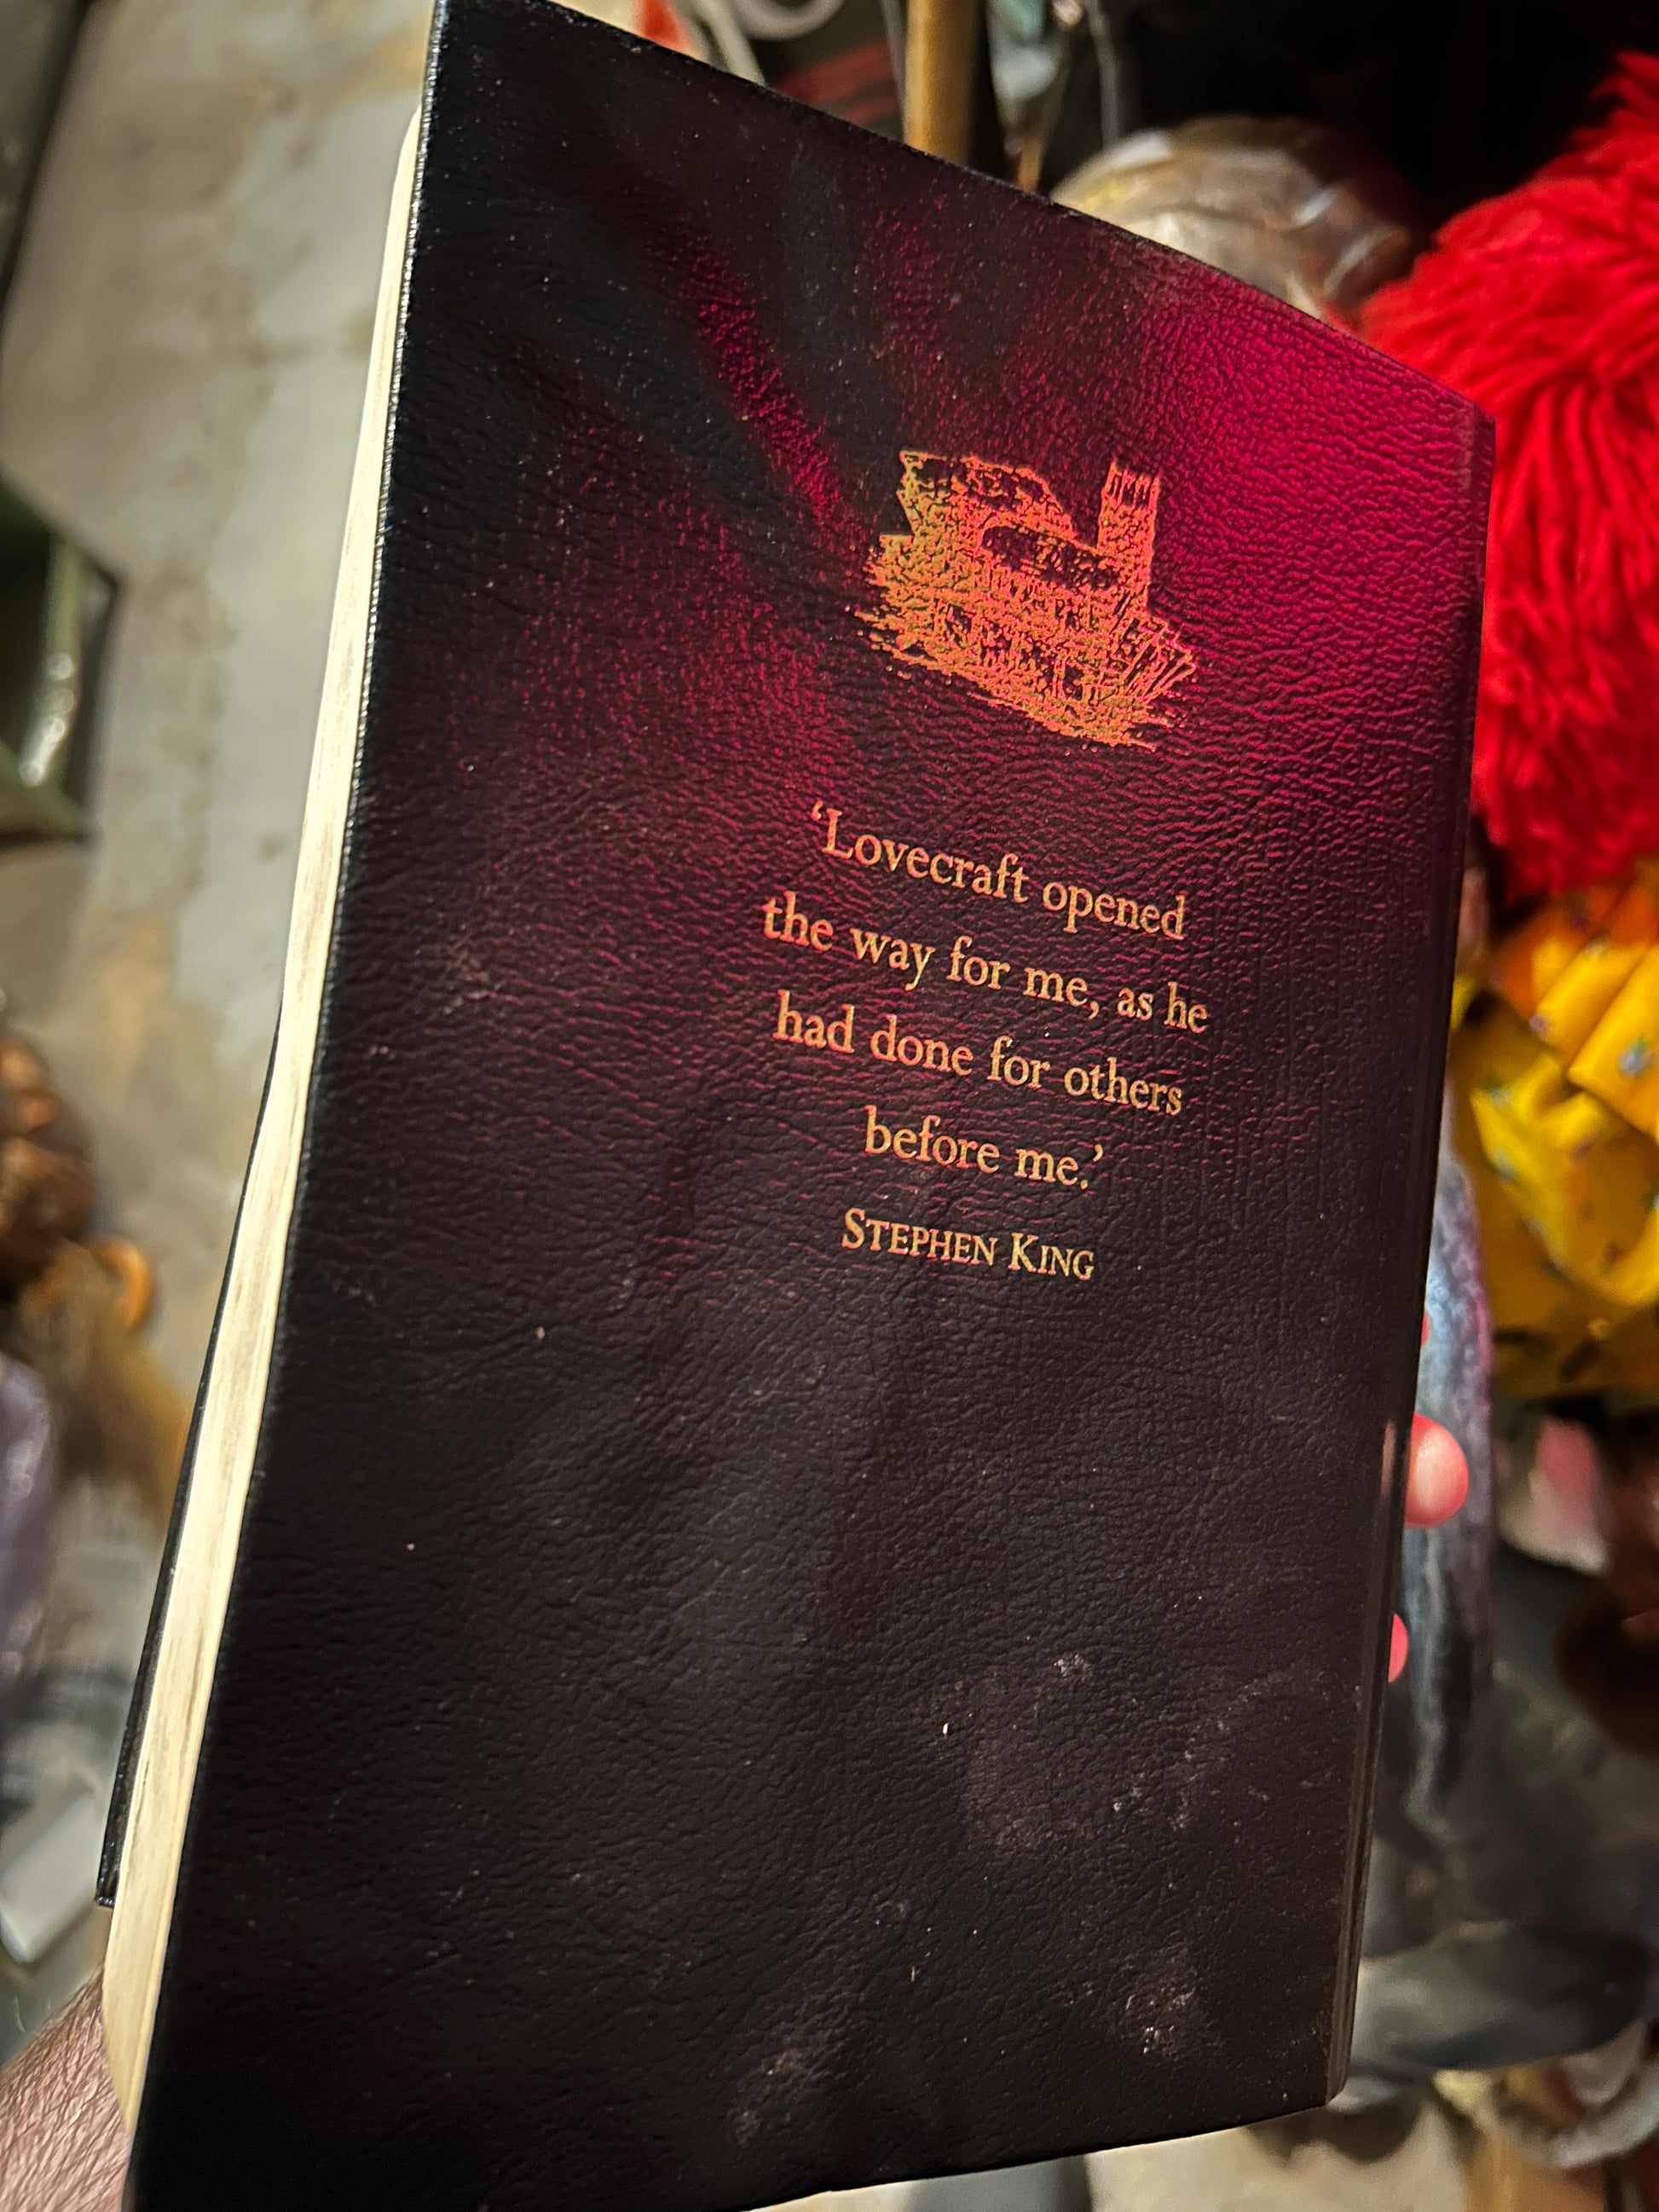 ‘Lovecraft opened
the way for me, as he
had done for others
before me.’
STEPHEN KING